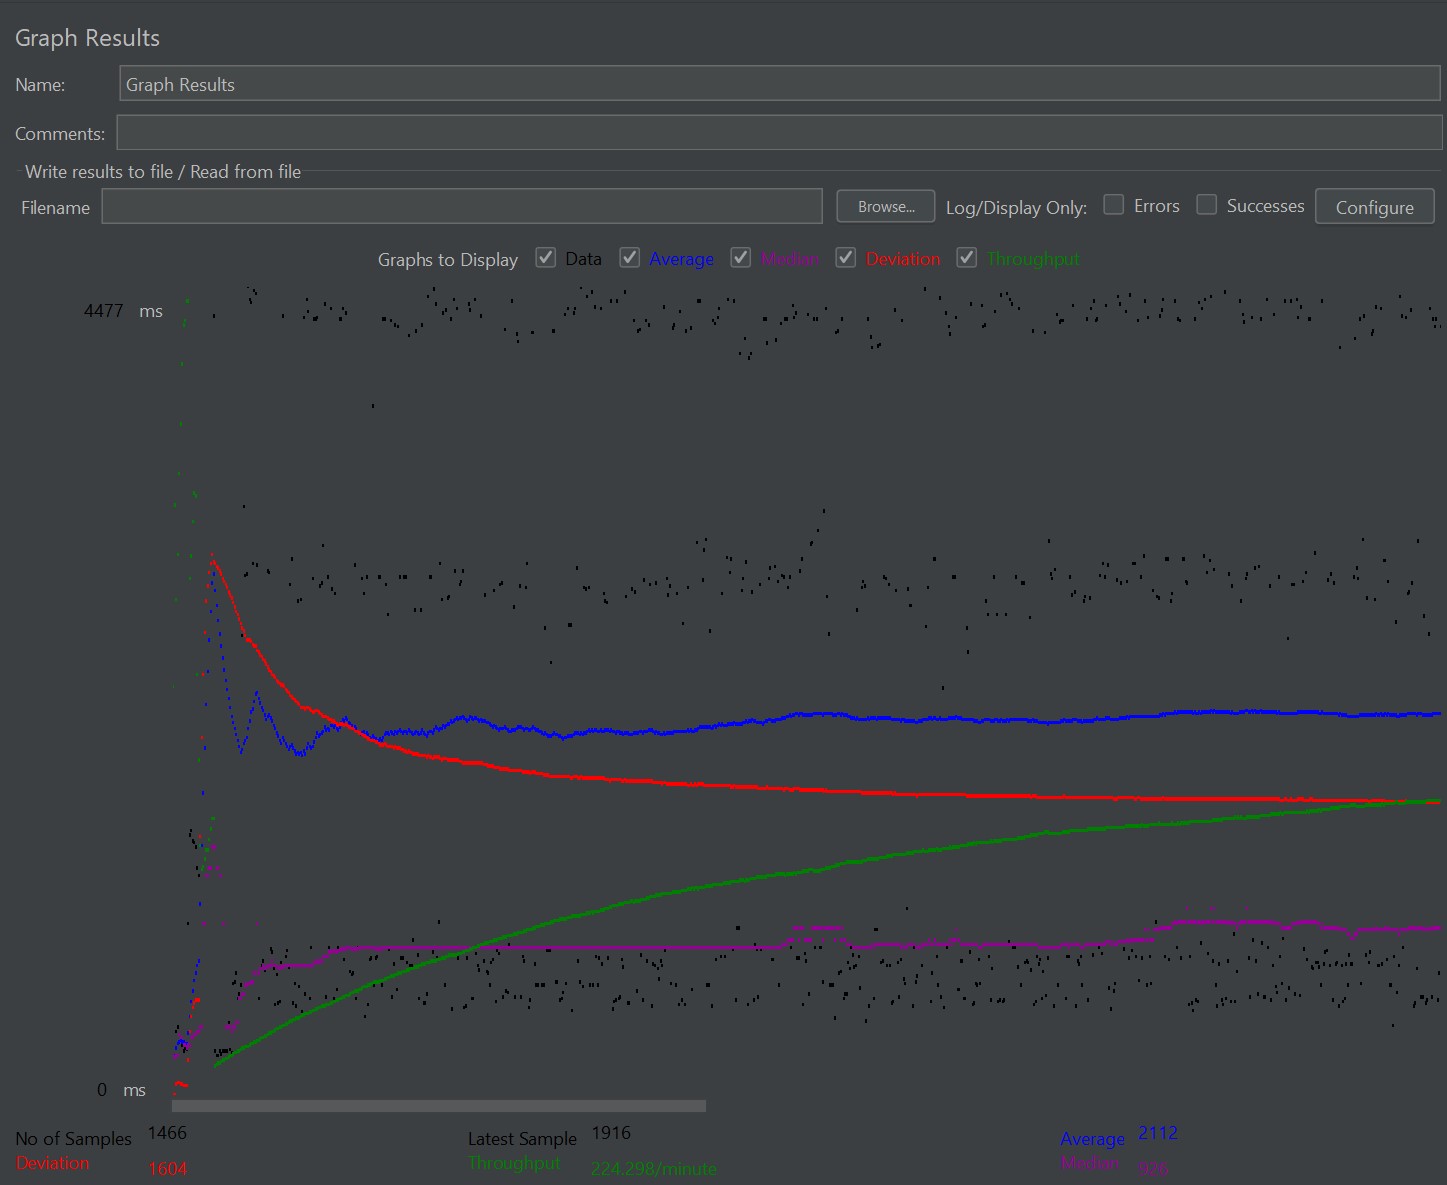 Graph Results
Name: Graph Results
Comments:
Write results to file / Read from file
Filename Browse... Log/Display Only: Errors Successes Configure
Graphs to Display Data Average Median Deviation Throughput
4477 ms
0 ms
No of Samples 1466 Latest Sample 1916 Average 2112
Deviation 1604 Throughput 224.298/minute Median